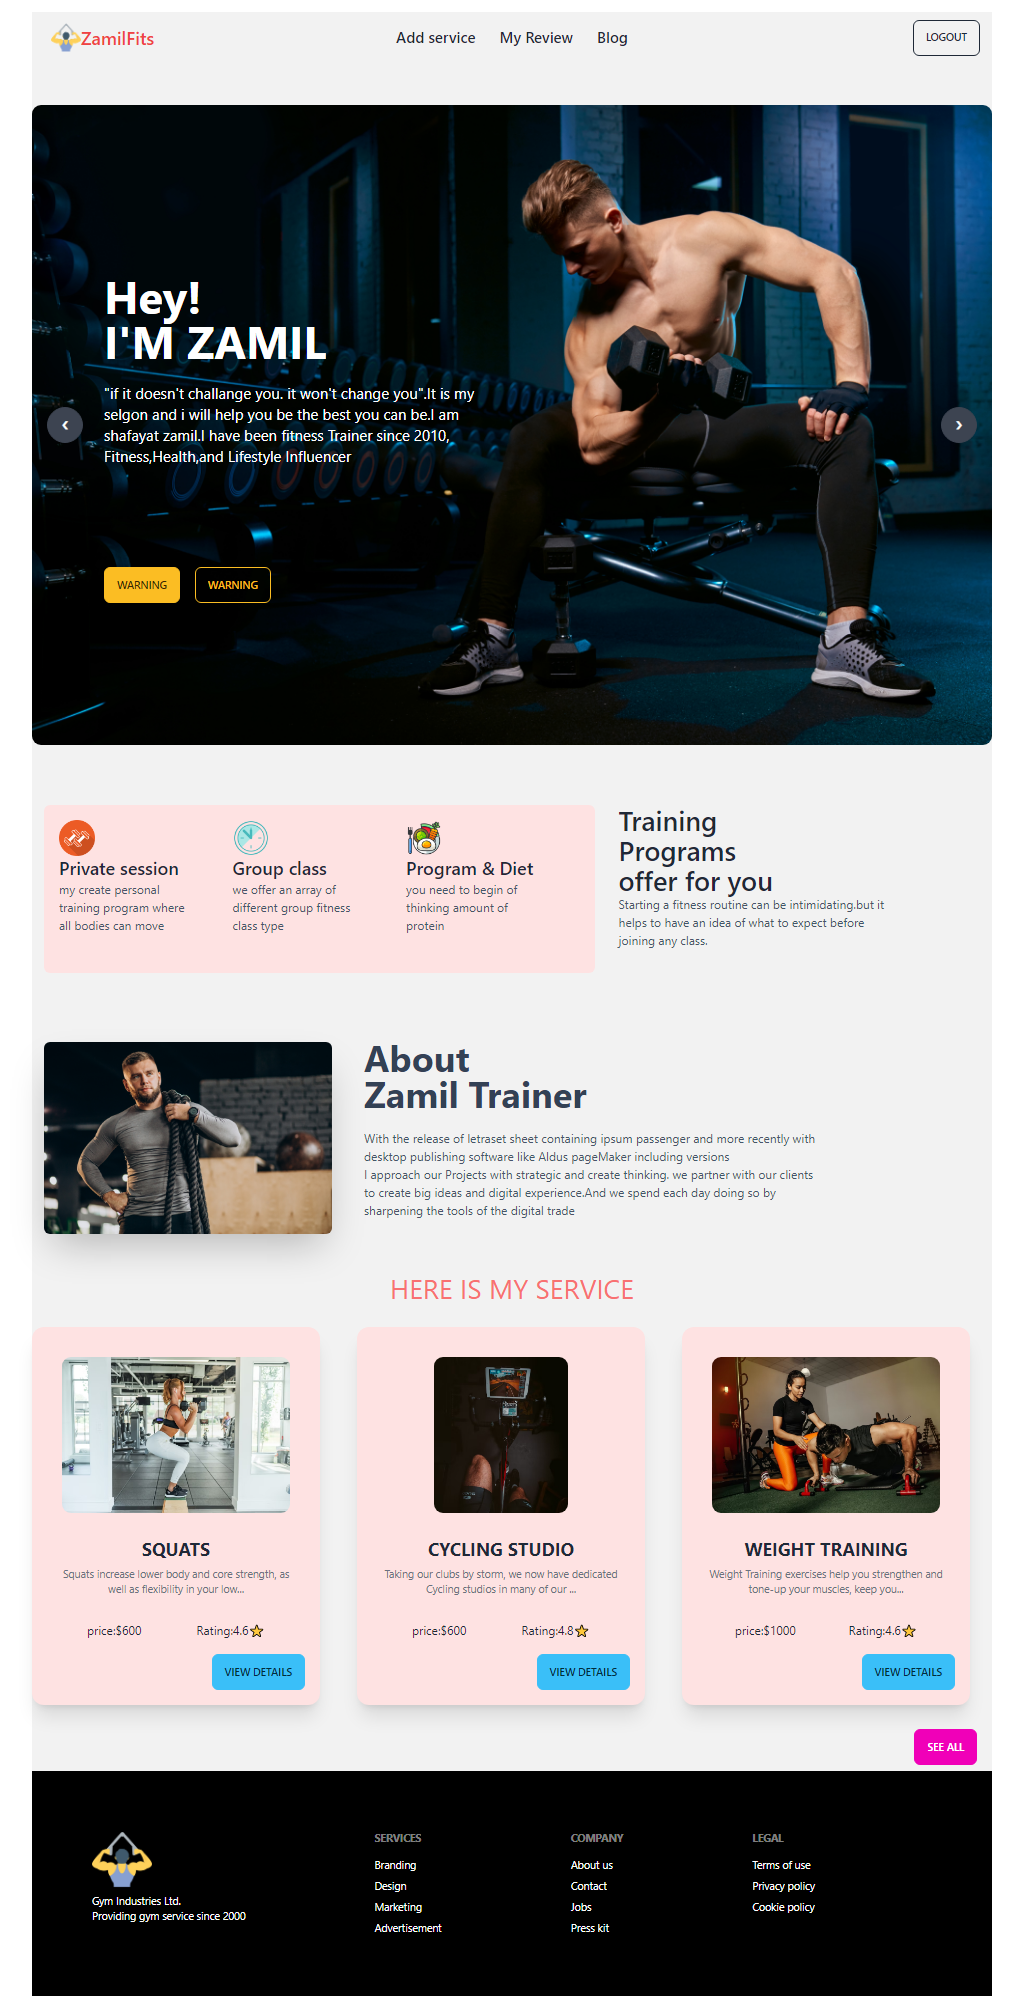 ZamilFits
Add service
My Review
Blog
LOGOUT
Hey!
I'M ZAMIL
"if it doesn't challange you. it won't change you".It is my
selgon and i will help you be the best you can be.I am
shafayat zamil.I have been fitness Trainer since 2010,
Fitness,Health,and Lifestyle Influencer
‹
›
WARNING
WARNING
Private session
my create personal
training program where
all bodies can move
Group class
we offer an array of
different group fitness
class type
Program & Diet
you need to begin of
thinking amount of
protein
Training
Programs
offer for you
Starting a fitness routine can be intimidating.but it
helps to have an idea of what to expect before
joining any class.
About
Zamil Trainer
With the release of letraset sheet containing ipsum passenger and more recently with
desktop publishing software like Aldus pageMaker including versions
I approach our Projects with strategic and create thinking. we partner with our clients
to create big ideas and digital experience.And we spend each day doing so by
sharpening the tools of the digital trade
HERE IS MY SERVICE
SQUATS
Squats increase lower body and core strength, as
well as flexibility in your low...
price:$600
Rating:4.6⭐
VIEW DETAILS
CYCLING STUDIO
Taking our clubs by storm, we now have dedicated
Cycling studios in many of our ...
price:$600
Rating:4.8⭐
VIEW DETAILS
WEIGHT TRAINING
Weight Training exercises help you strengthen and
tone-up your muscles, keep you...
price:$1000
Rating:4.6⭐
VIEW DETAILS
SEE ALL
Gym Industries Ltd.
Providing gym service since 2000
SERVICES
Branding
Design
Marketing
Advertisement
COMPANY
About us
Contact
Jobs
Press kit
LEGAL
Terms of use
Privacy policy
Cookie policy